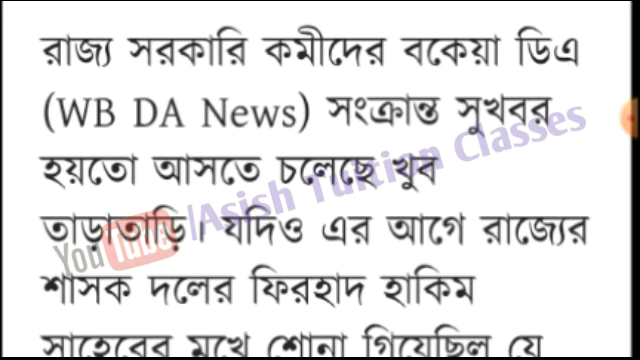 রাজ্য সরকারি কর্মীদের বকেয়া ডিএ
(WB DA News) সংক্রান্ত সুখবর
হয়তো আসতে চলেছে খুব
তাড়াতাড়ি। যদিও এর আগে রাজ্যের
শাসক দলের ফিরহাদ হাকিম
সাহেবের মুখে শোনা গিয়েছিল যে
YouTube/Asish Tuition Classes